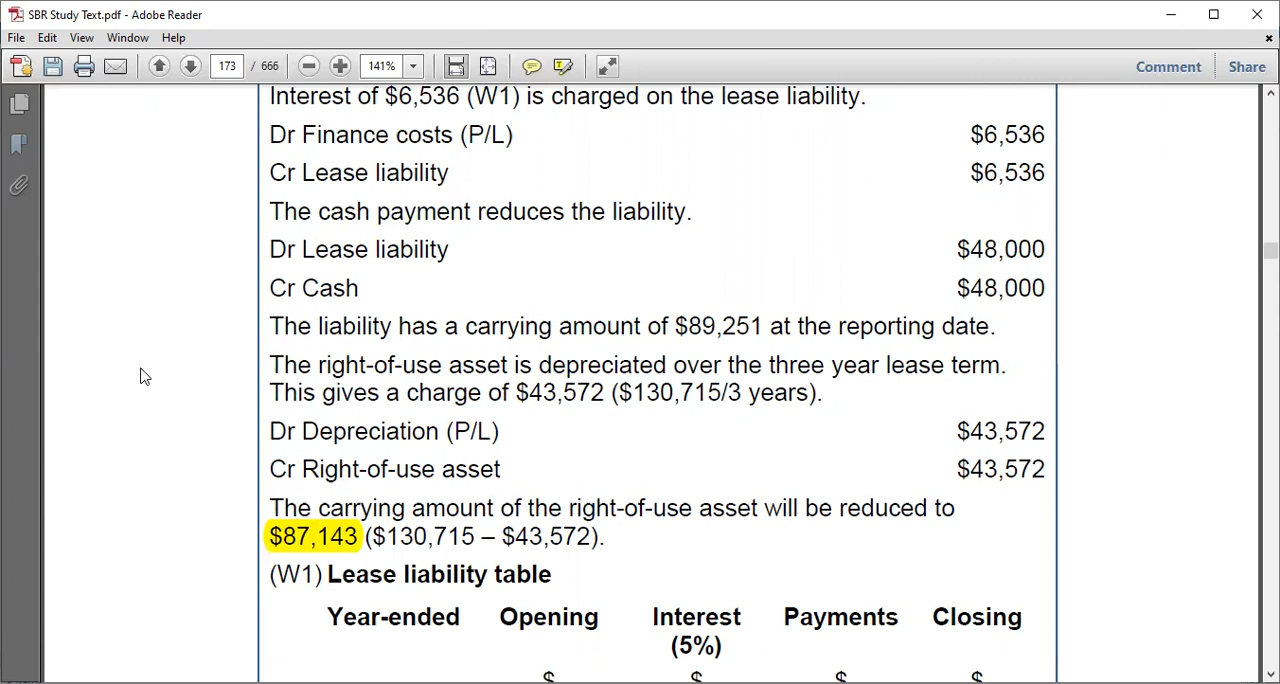 SBR Study Text.pdf - Adobe Reader
File Edit View Window Help
173 / 666 141% Comment Share
Interest of $6,536 (W1) is charged on the lease liability.
Dr Finance costs (P/L) $6,536
Cr Lease liability $6,536
The cash payment reduces the liability.
Dr Lease liability $48,000
Cr Cash $48,000
The liability has a carrying amount of $89,251 at the reporting date.
The right-of-use asset is depreciated over the three year lease term.
This gives a charge of $43,572 ($130,715/3 years).
Dr Depreciation (P/L) $43,572
Cr Right-of-use asset $43,572
The carrying amount of the right-of-use asset will be reduced to
$87,143 ($130,715 – $43,572).
(W1) Lease liability table
Year-ended Opening Interest Payments Closing
(5%)
$ $ $ $